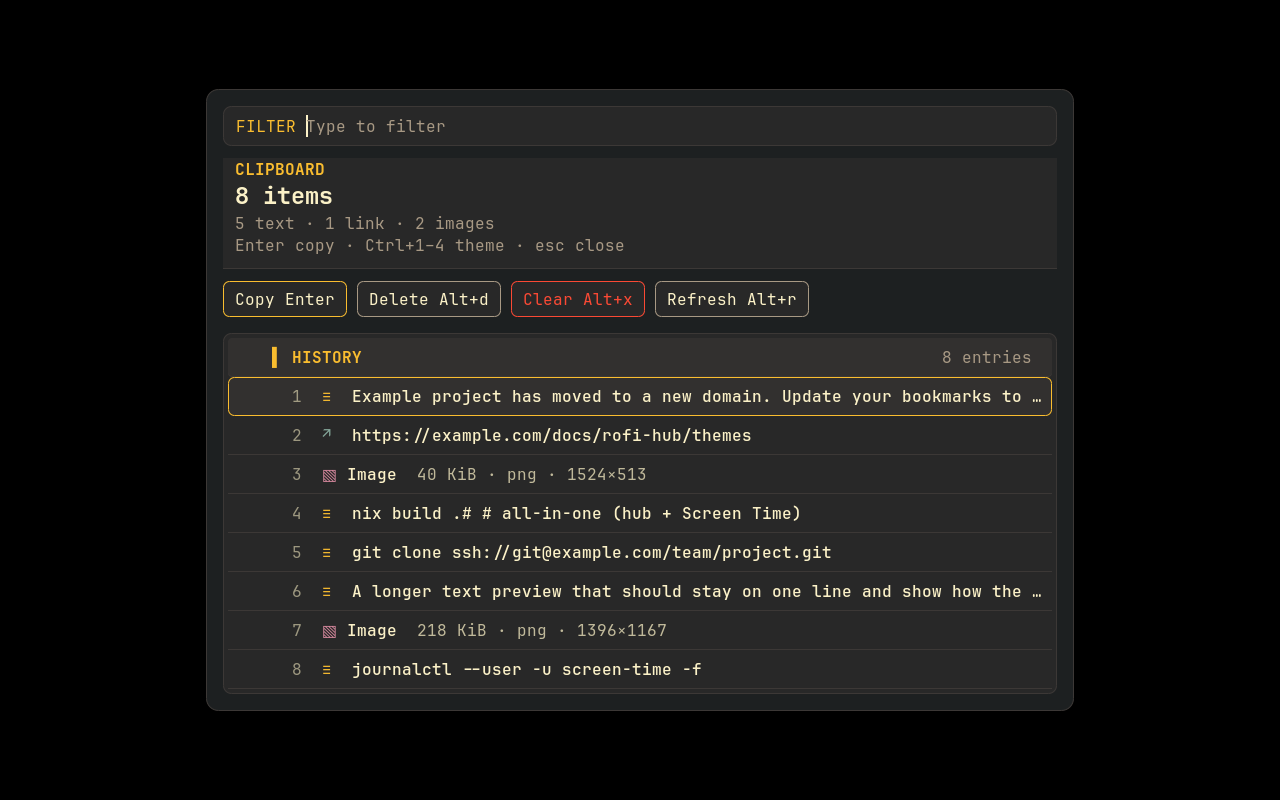 FILTER Type to filter
CLIPBOARD
8 items
5 text · 1 link · 2 images
Enter copy · Ctrl+1–4 theme · esc close
Copy Enter Delete Alt+d Clear Alt+x Refresh Alt+r
HISTORY 8 entries
1 ≡ Example project has moved to a new domain. Update your bookmarks to …
2 ↗ https://example.com/docs/rofi-hub/themes
3 ▧ Image 40 KiB · png · 1524×513
4 ≡ nix build .# # all-in-one (hub + Screen Time)
5 ≡ git clone ssh://git@example.com/team/project.git
6 ≡ A longer text preview that should stay on one line and show how the …
7 ▧ Image 218 KiB · png · 1396×1167
8 ≡ journalctl --user -u screen-time -f